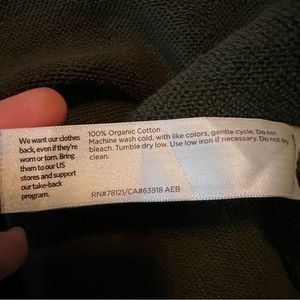 We want our clothes
back, even if they're
worn or torn. Bring
them to our US
stores and support
our take-back
program.
100% Organic Cotton
Machine wash cold, with like colors, gentle cycle. Do not
bleach. Tumble dry low. Use low iron if necessary. Do not dry
clean.
RN#78121/CA#63918 AEB